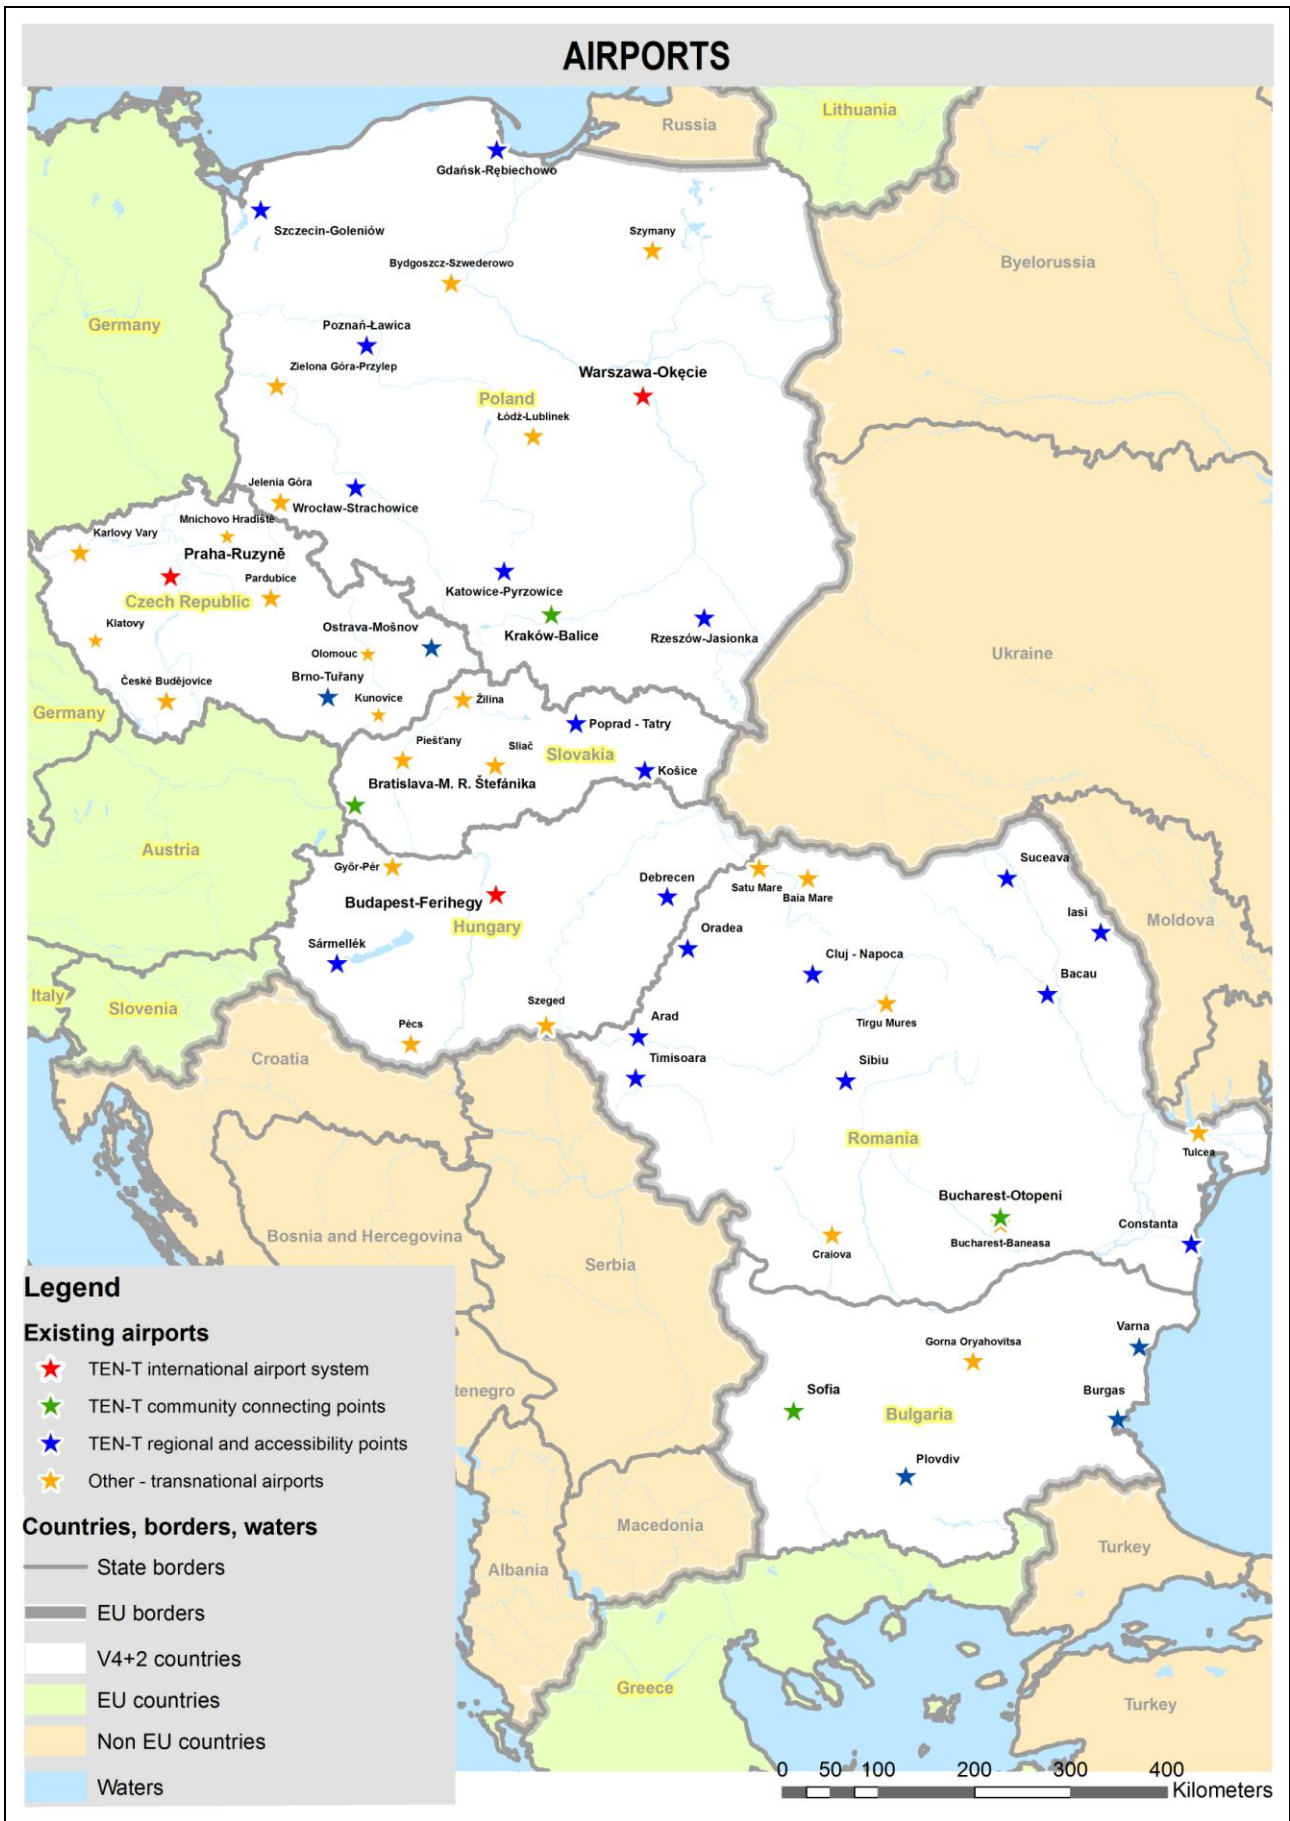 AIRPORTS
Lithuania
Russia
Gdańsk-Rębiechowo
Szczecin-Goleniów
Szymany
Byelorussia
Bydgoszcz-Szwederowo
Germany
Poznań-Ławica
Zielona Góra-Przylep
Warszawa-Okęcie
Poland
Łódź-Lublinek
Jelenia Góra
Wrocław-Strachowice
Mnichovo Hradiště
Karlovy Vary
Praha-Ruzyně
Pardubice
Katowice-Pyrzowice
Czech Republic
Klatovy
Ostrava-Mošnov
Kraków-Balice
Rzeszów-Jasionka
Olomouc
Ukraine
České Budějovice
Brno-Tuřany
Kunovice
Žilina
Germany
Poprad - Tatry
Piešťany
Sliač
Slovakia
Košice
Bratislava-M. R. Štefánika
Austria
Győr-Pér
Debrecen
Satu Mare
Baia Mare
Suceava
Budapest-Ferihegy
Hungary
Iasi
Moldova
Oradea
Sármellék
Cluj - Napoca
Bacau
Italy
Slovenia
Szeged
Pécs
Arad
Tirgu Mures
Croatia
Timisoara
Sibiu
Romania
Tulcea
Bucharest-Otopeni
Constanta
Bosnia and Hercegovina
Bucharest-Baneasa
Craiova
Serbia
Varna
Gorna Oryahovitsa
Sofia
Burgas
tenegro
Bulgaria
Plovdiv
Macedonia
Turkey
Albania
Greece
Turkey
Legend
Existing airports
TEN-T international airport system
TEN-T community connecting points
TEN-T regional and accessibility points
Other - transnational airports
Countries, borders, waters
State borders
EU borders
V4+2 countries
EU countries
Non EU countries
Waters
0 50 100 200 300 400
Kilometers